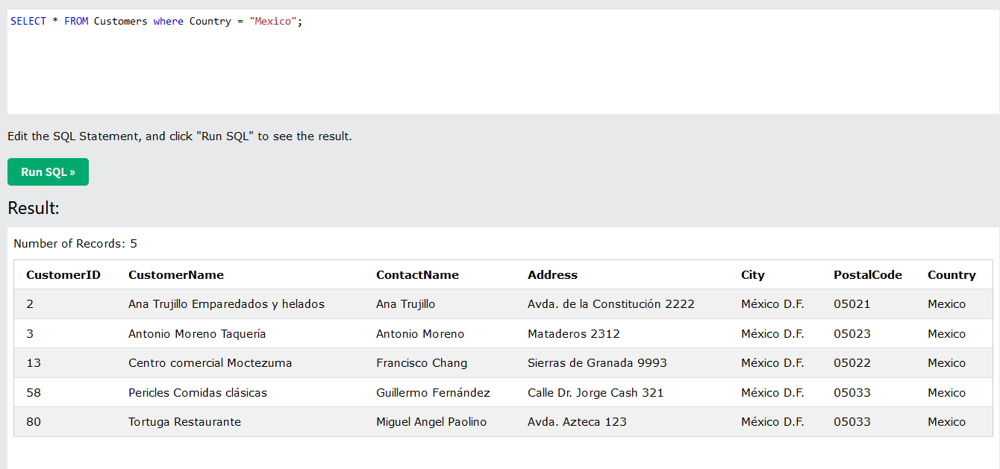 SELECT * FROM Customers where Country = "Mexico";
Edit the SQL Statement, and click "Run SQL" to see the result.
Run SQL »
Result:
Number of Records: 5
CustomerID CustomerName ContactName Address City PostalCode Country
2 Ana Trujillo Emparedados y helados Ana Trujillo Avda. de la Constitución 2222 México D.F. 05021 Mexico
3 Antonio Moreno Taquería Antonio Moreno Mataderos 2312 México D.F. 05023 Mexico
13 Centro comercial Moctezuma Francisco Chang Sierras de Granada 9993 México D.F. 05022 Mexico
58 Pericles Comidas clásicas Guillermo Fernández Calle Dr. Jorge Cash 321 México D.F. 05033 Mexico
80 Tortuga Restaurante Miguel Angel Paolino Avda. Azteca 123 México D.F. 05033 Mexico